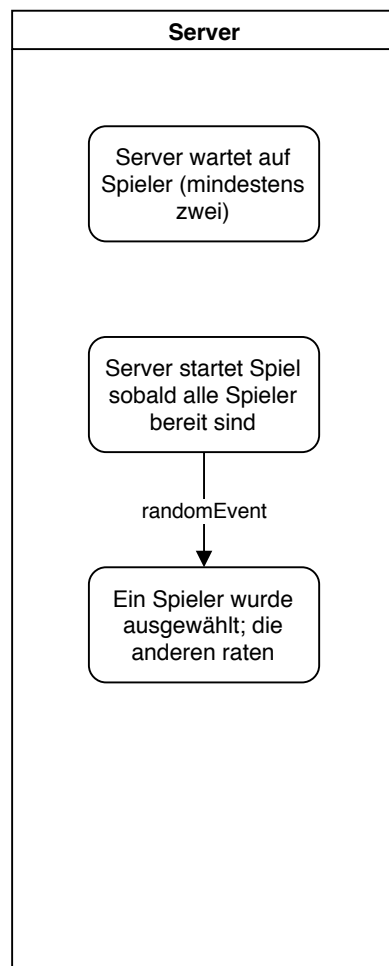 Server
Server wartet auf
Spieler (mindestens
zwei)
Server startet Spiel
sobald alle Spieler
bereit sind
randomEvent
Ein Spieler wurde
ausgewählt; die
anderen raten